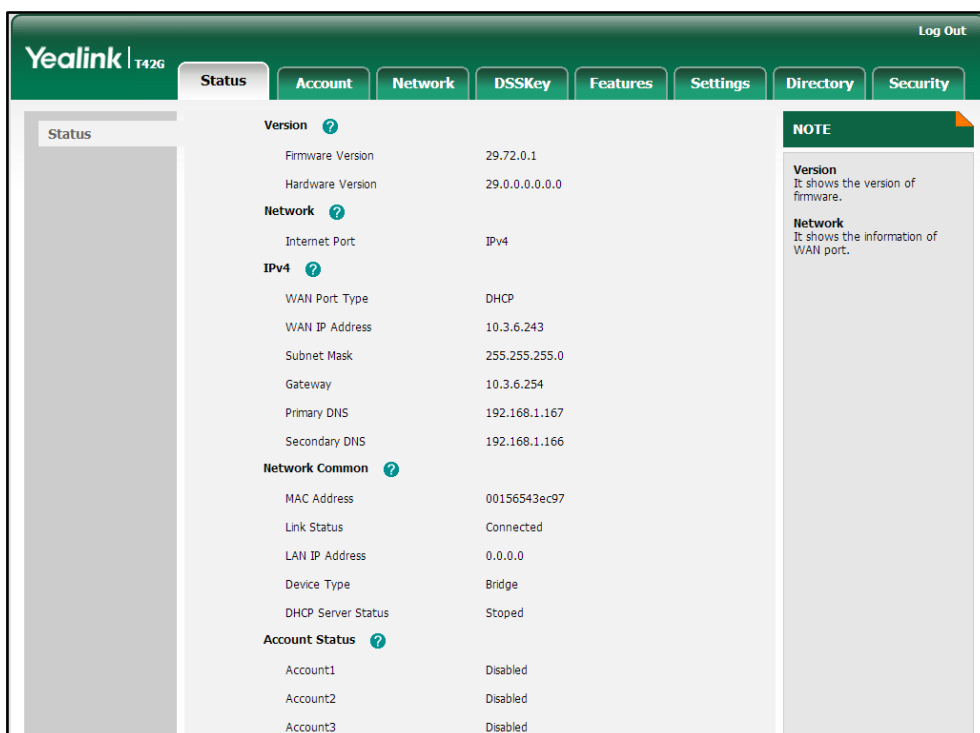 Log Out
Yealink T42G
Status Account Network DSSKey Features Settings Directory Security
Status
Version ?
Firmware Version 29.72.0.1
Hardware Version 29.0.0.0.0.0.0
Network ?
Internet Port IPv4
IPv4 ?
WAN Port Type DHCP
WAN IP Address 10.3.6.243
Subnet Mask 255.255.255.0
Gateway 10.3.6.254
Primary DNS 192.168.1.167
Secondary DNS 192.168.1.166
Network Common ?
MAC Address 00156543ec97
Link Status Connected
LAN IP Address 0.0.0.0
Device Type Bridge
DHCP Server Status Stoped
Account Status ?
Account1 Disabled
Account2 Disabled
Account3 Disabled
NOTE
Version
It shows the version of
firmware.
Network
It shows the information of
WAN port.